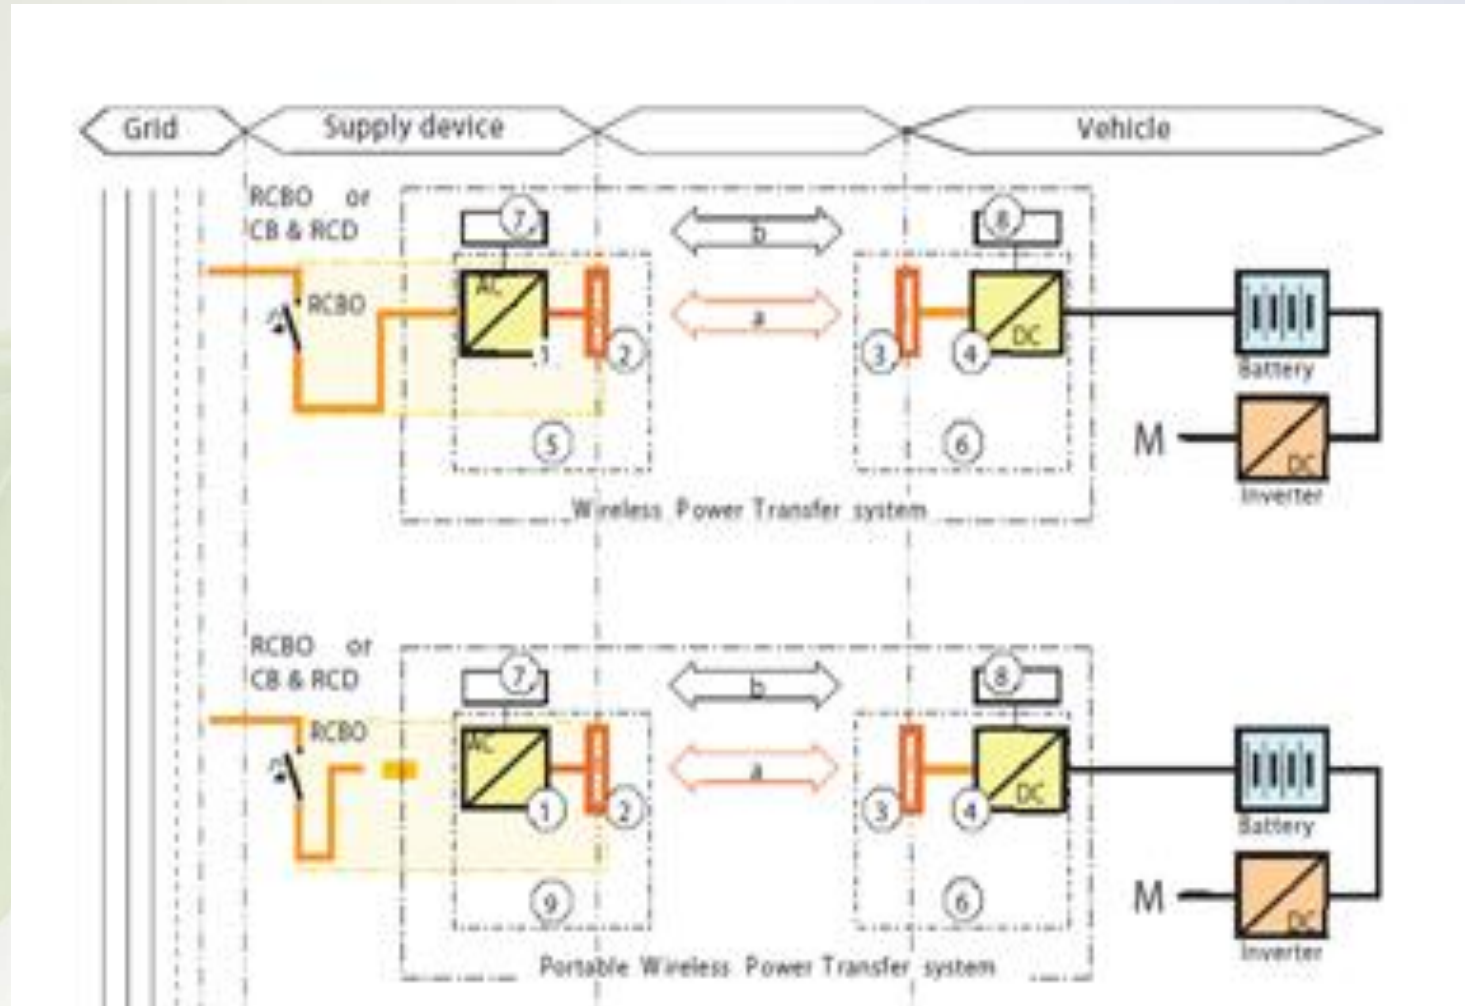 Grid
Supply device
Vehicle
RCBO or
CB & RCD
7
8
b
AC
RCBO
a
1
2
3
4
DC
Battery
5
6
M
DC
Inverter
Wireless Power Transfer system
RCBO or
CB & RCD
7
8
b
RCBO
AC
a
1
2
3
4
DC
Battery
9
6
M
DC
Inverter
Portable Wireless Power Transfer system